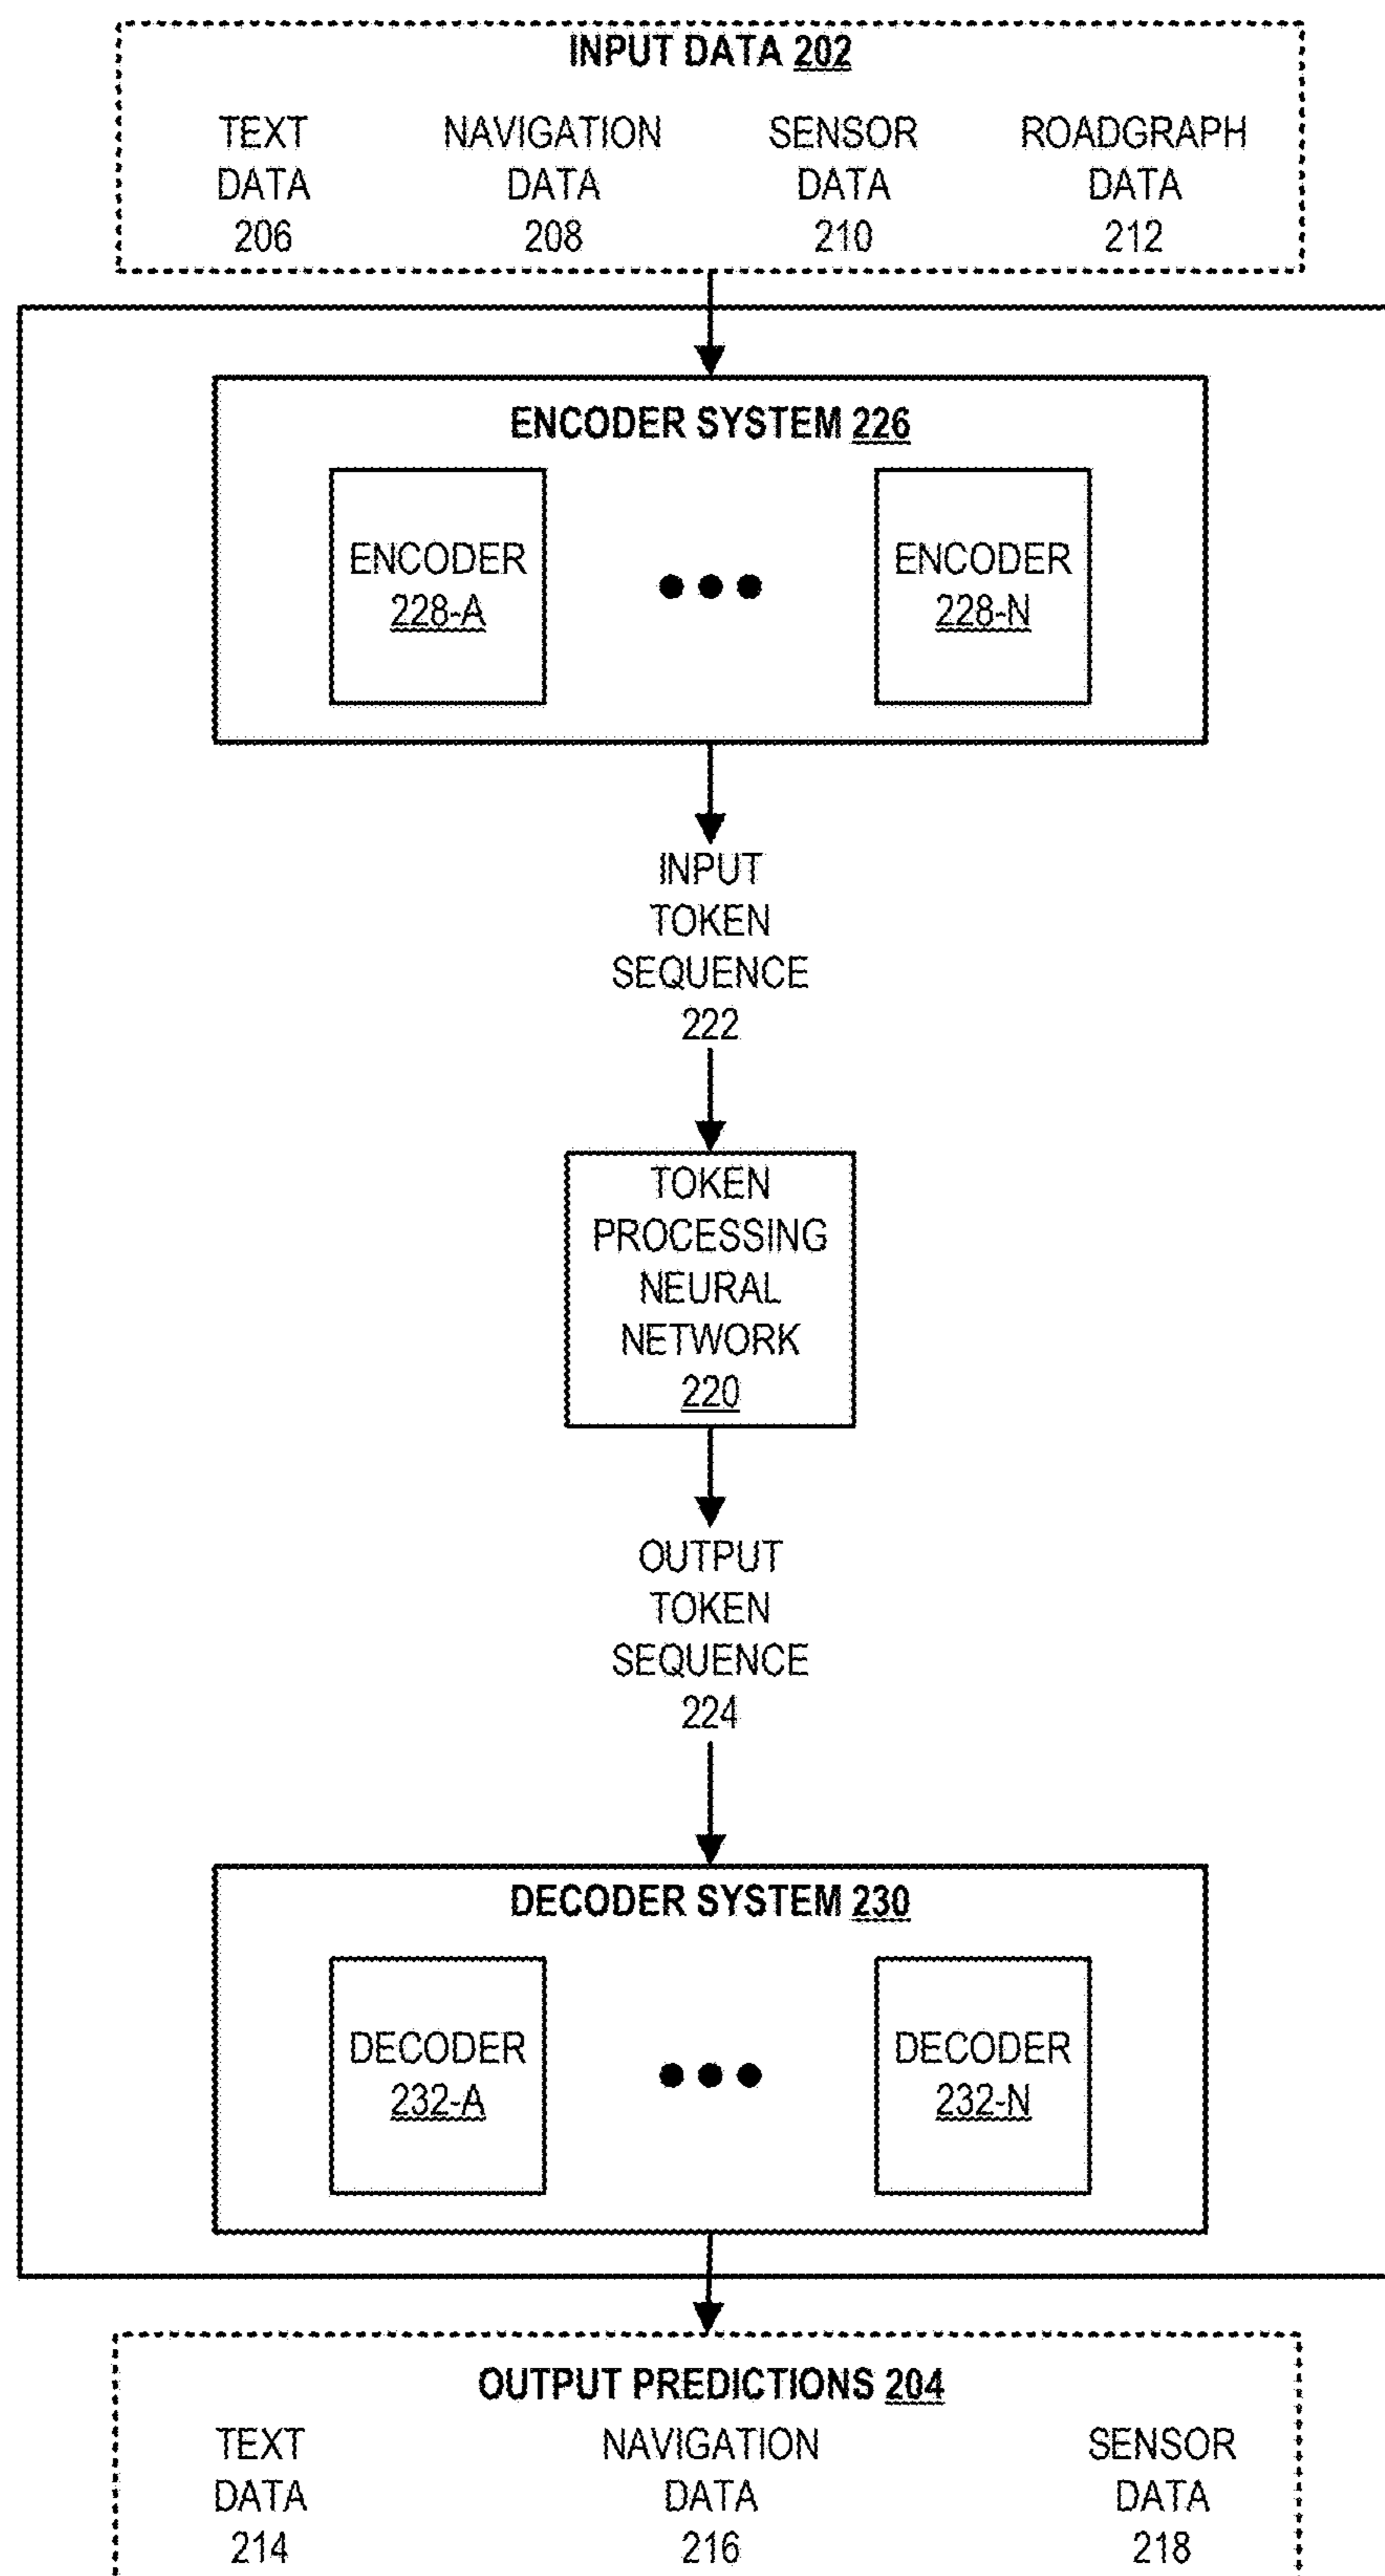 INPUT DATA 202
TEXT DATA 206
NAVIGATION DATA 208
SENSOR DATA 210
ROADGRAPH DATA 212
ENCODER SYSTEM 226
ENCODER
228-A
ENCODER
228-N
INPUT
TOKEN
SEQUENCE
222
TOKEN
PROCESSING
NEURAL
NETWORK
220
OUTPUT
TOKEN
SEQUENCE
224
DECODER SYSTEM 230
DECODER
232-A
DECODER
232-N
OUTPUT PREDICTIONS 204
TEXT
DATA
214
NAVIGATION
DATA
216
SENSOR
DATA
218